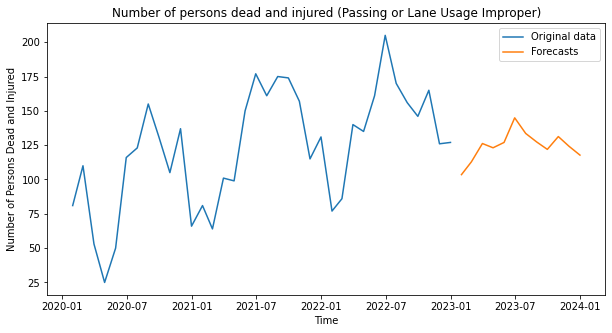 Number of persons dead and injured (Passing or Lane Usage Improper)
Original data
Forecasts
Number of Persons Dead and Injured
200
175
150
125
100
75
50
25
2020-01 2020-07 2021-01 2021-07 2022-01 2022-07 2023-01 2023-07 2024-01
Time